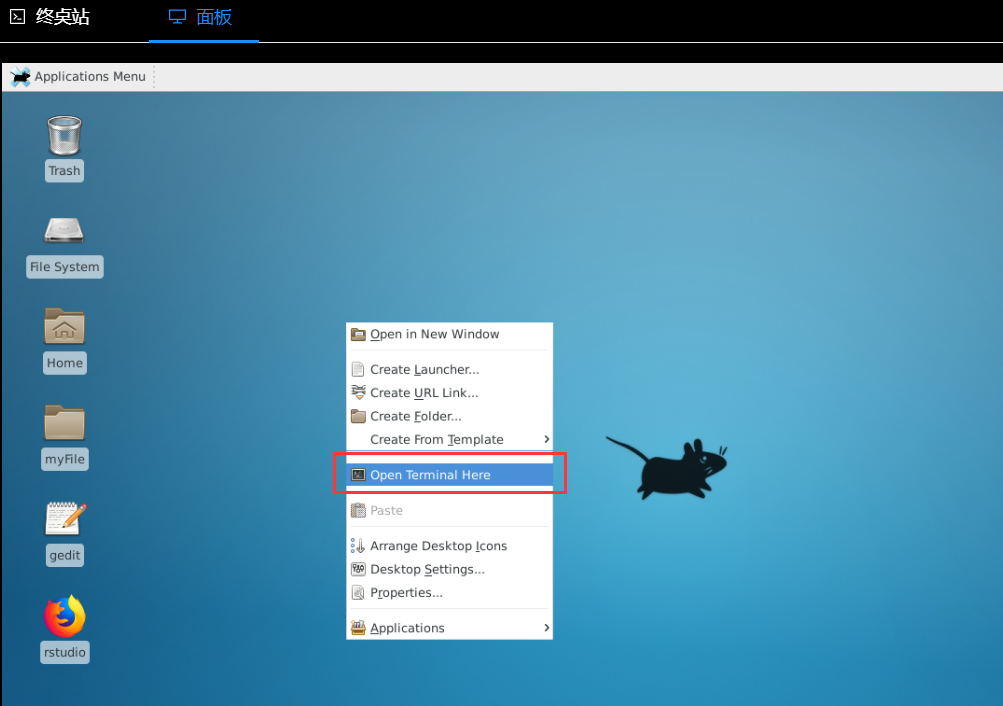 终桌站
面板
Applications Menu
Trash
File System
Home
myFile
gedit
rstudio
Open in New Window
Create Launcher...
Create URL Link...
Create Folder...
Create From Template
Open Terminal Here
Paste
Arrange Desktop Icons
Desktop Settings...
Properties...
Applications